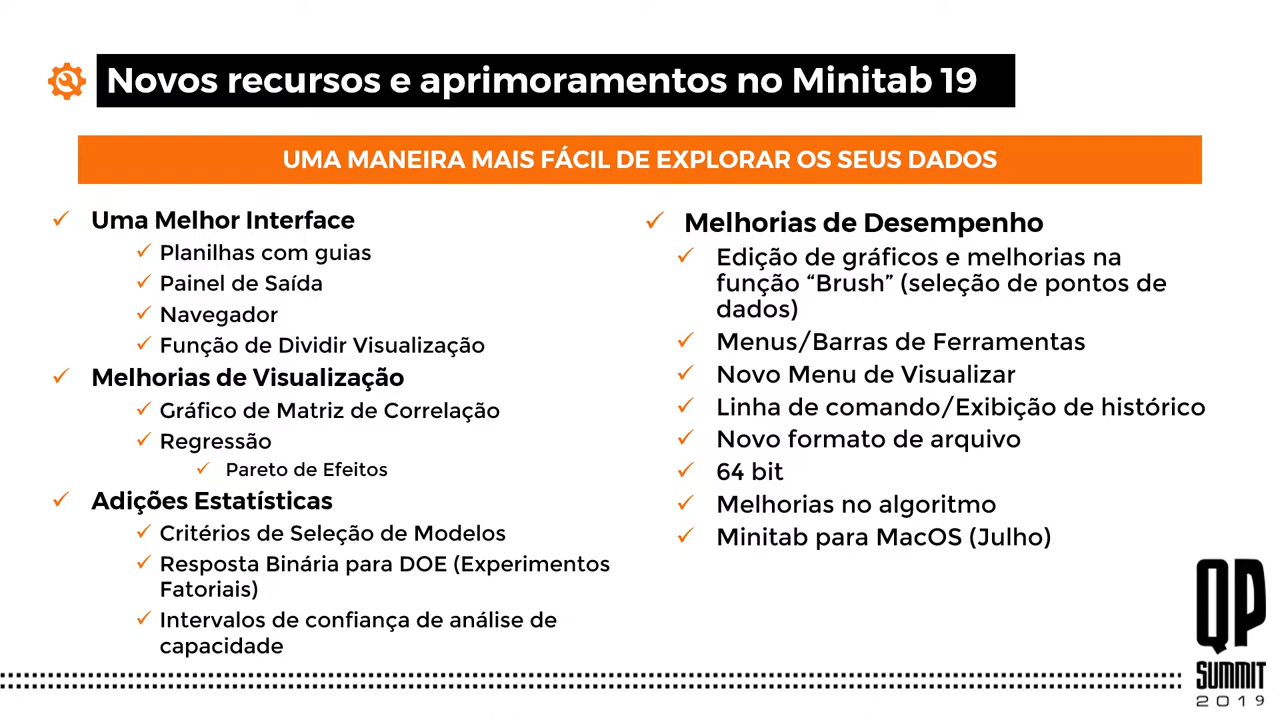 Novos recursos e aprimoramentos no Minitab 19
UMA MANEIRA MAIS FÁCIL DE EXPLORAR OS SEUS DADOS
Uma Melhor Interface
Planilhas com guias
Painel de Saída
Navegador
Função de Dividir Visualização
Melhorias de Visualização
Gráfico de Matriz de Correlação
Regressão
Pareto de Efeitos
Adições Estatísticas
Critérios de Seleção de Modelos
Resposta Binária para DOE (Experimentos
Fatoriais)
Intervalos de confiança de análise de
capacidade
Melhorias de Desempenho
Edição de gráficos e melhorias na
função “Brush” (seleção de pontos de
dados)
Menus/Barras de Ferramentas
Novo Menu de Visualizar
Linha de comando/Exibição de histórico
Novo formato de arquivo
64 bit
Melhorias no algoritmo
Minitab para MacOS (Julho)
QP
SUMMIT
2019